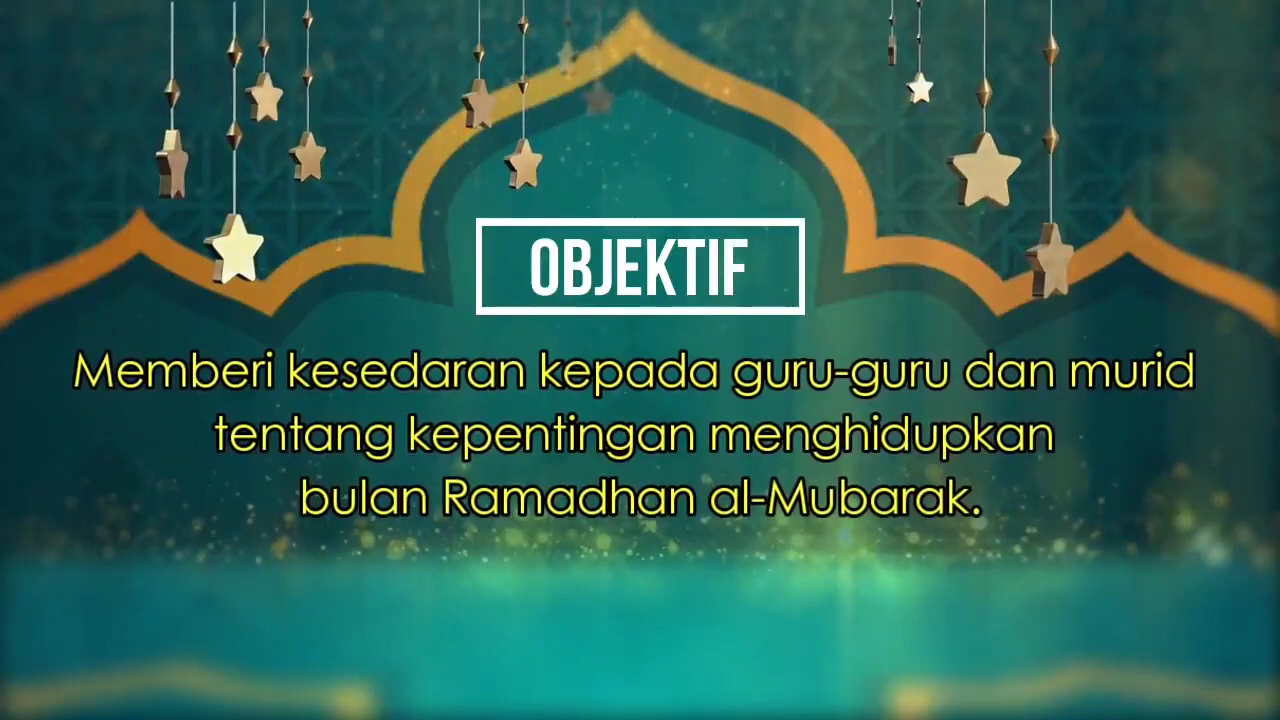 OBJEKTIF
Memberi kesedaran kepada guru-guru dan murid
tentang kepentingan menghidupkan
bulan Ramadhan al-Mubarak.